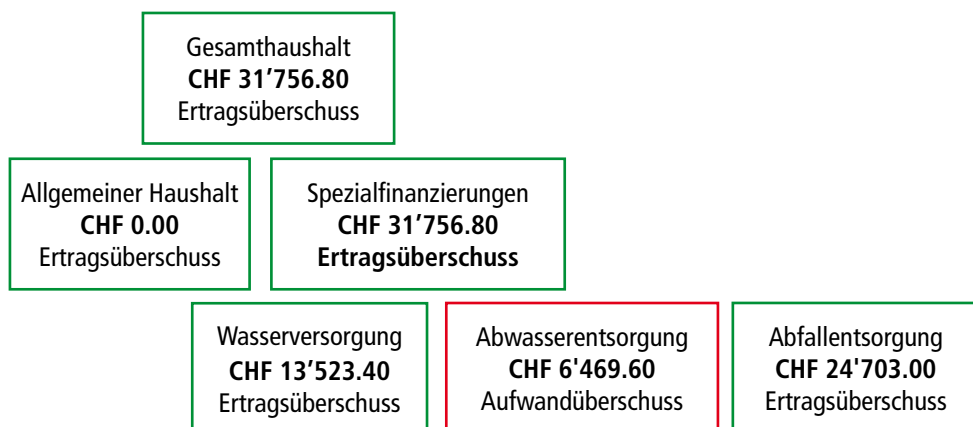 Gesamthaushalt
CHF 31’756.80
Ertragsüberschuss
Allgemeiner Haushalt
CHF 0.00
Ertragsüberschuss
Spezialfinanzierungen
CHF 31’756.80
Ertragsüberschuss
Wasserversorgung
CHF 13’523.40
Ertragsüberschuss
Abwasserentsorgung
CHF 6'469.60
Aufwandüberschuss
Abfallentsorgung
CHF 24'703.00
Ertragsüberschuss